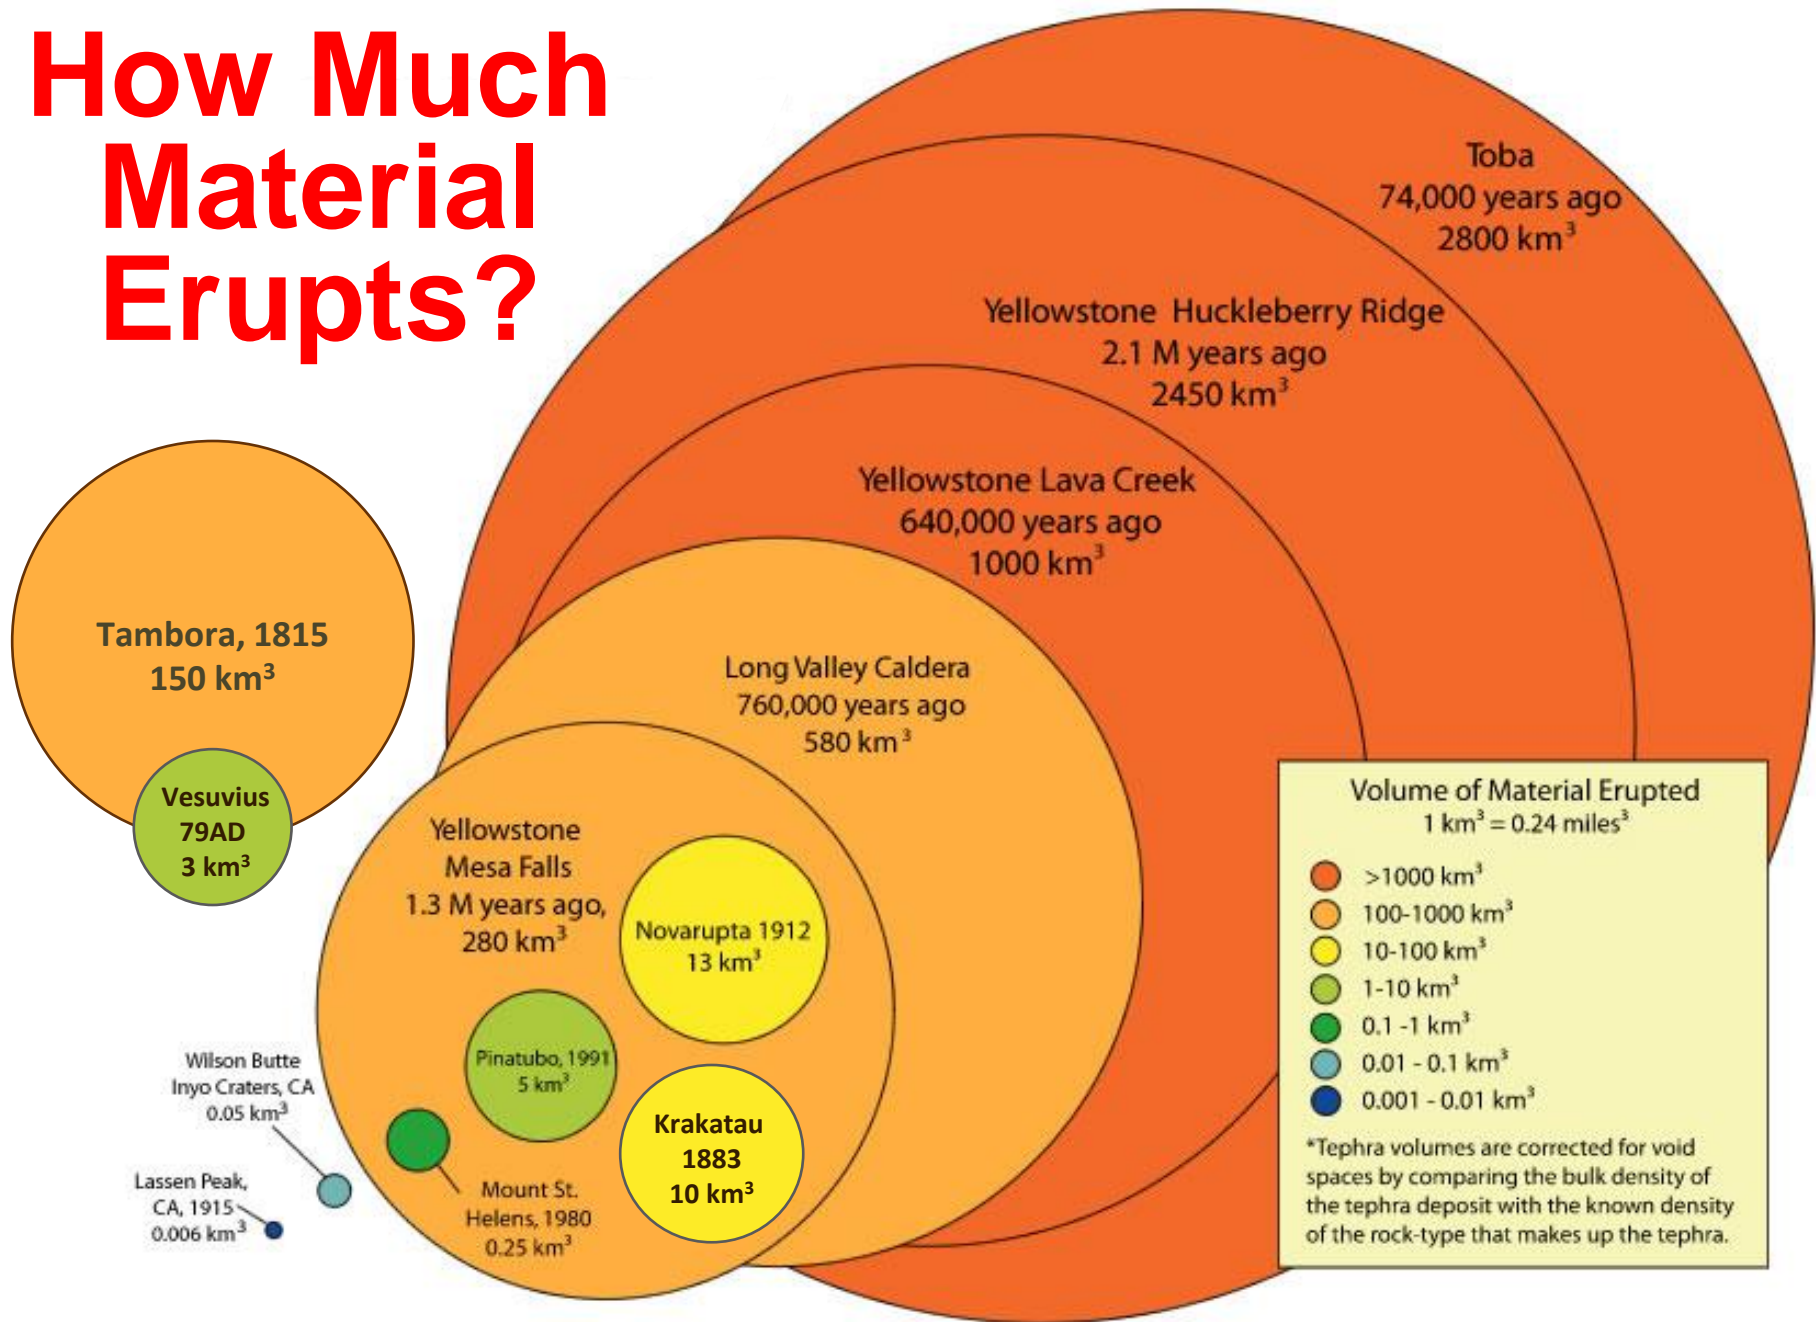 How Much
Material
Erupts?
Toba
74,000 years ago
2800 km³
Yellowstone Huckleberry Ridge
2.1 M years ago
2450 km³
Yellowstone Lava Creek
640,000 years ago
1000 km³
Tambora, 1815
150 km³
Long Valley Caldera
760,000 years ago
580 km³
Vesuvius
79AD
3 km³
Yellowstone
Mesa Falls
1.3 M years ago,
280 km³
Novarupta 1912
13 km³
Pinatubo, 1991
5 km³
Krakatau
1883
10 km³
Mount St.
Helens, 1980
0.25 km³
Wilson Butte
Inyo Craters, CA
0.05 km³
Lassen Peak,
CA, 1915
0.006 km³
Volume of Material Erupted
1 km³ = 0.24 miles³
>1000 km³
100-1000 km³
10-100 km³
1-10 km³
0.1 -1 km³
0.01 - 0.1 km³
0.001 - 0.01 km³
*Tephra volumes are corrected for void
spaces by comparing the bulk density of
the tephra deposit with the known density
of the rock-type that makes up the tephra.